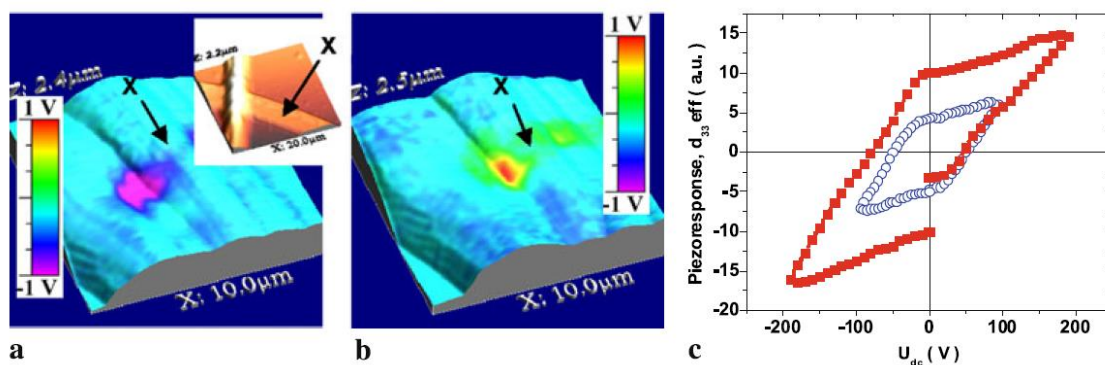 1 V
-1 V
Z: 2.4µm
X
X: 10.0µm
Z: 2.2µm
X
X: 20.0µm
a
Z: 2.5µm
X
1 V
-1 V
X: 10.0µm
b
Piezoresponse, d33 eff ( a.u.)
15
10
5
0
-5
-10
-15
-20
-200
-100
0
100
200
U dc ( V )
c